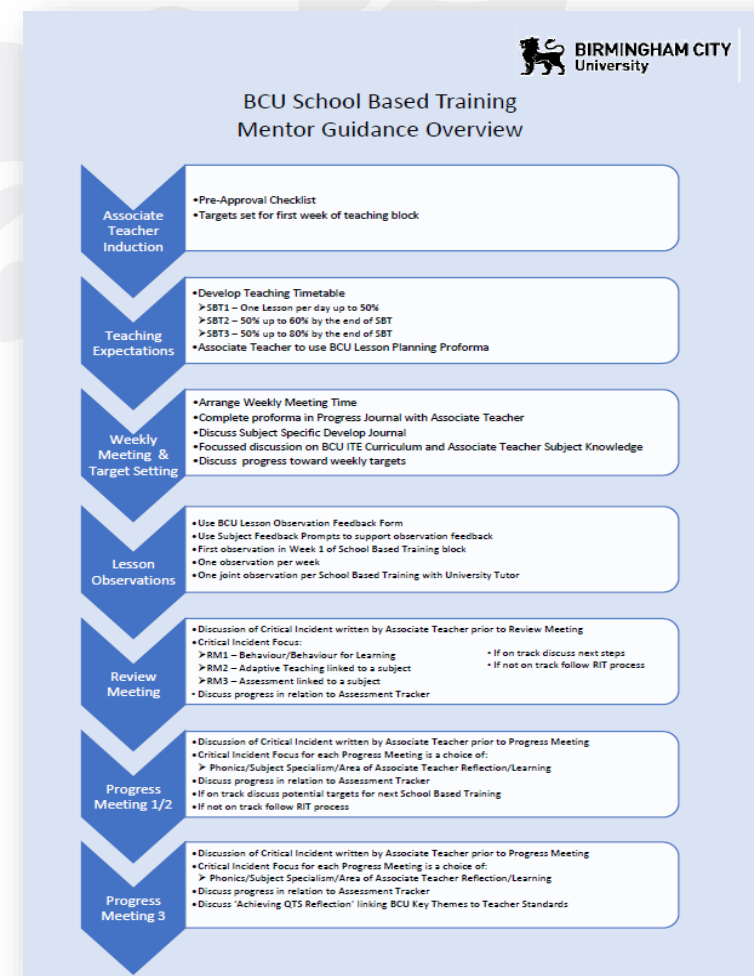 BIRMINGHAM CITY
University
BCU School Based Training
Mentor Guidance Overview
Associate
Teacher
Induction
•Pre-Approval Checklist
•Targets set for first week of teaching block
Teaching
Expectations
•Develop Teaching Timetable
➢SBT1 – One Lesson per day up to 50%
➢SBT2 – 50% up to 60% by the end of SBT
➢SBT3 – 50% up to 80% by the end of SBT
•Associate Teacher to use BCU Lesson Planning Proforma
Weekly
Meeting &
Target Setting
•Arrange Weekly Meeting Time
•Complete proforma in Progress Journal with Associate Teacher
•Discuss Subject Specific Develop Journal
•Focussed discussion on BCU ITE Curriculum and Associate Teacher Subject Knowledge
•Discuss progress toward weekly targets
Lesson
Observations
•Use BCU Lesson Observation Feedback Form
•Use Subject Feedback Prompts to support observation feedback
•First observation in Week 1 of School Based Training block
•One observation per week
•One joint observation per School Based Training with University Tutor
Review
Meeting
•Discussion of Critical Incident written by Associate Teacher prior to Review Meeting
•Critical Incident Focus:
➢RM1 – Behaviour/Behaviour for Learning
➢RM2 – Adaptive Teaching linked to a subject
➢RM3 – Assessment linked to a subject
• Discuss progress in relation to Assessment Tracker
• If on track discuss next steps
• If not on track follow RIT process
Progress
Meeting 1/2
•Discussion of Critical Incident written by Associate Teacher prior to Progress Meeting
•Critical Incident Focus for each Progress Meeting is a choice of:
➢ Phonics/Subject Specialism/Area of Associate Teacher Reflection/Learning
•Discuss progress in relation to Assessment Tracker
•If on track discuss potential targets for next School Based Training
•If not on track follow RIT process
Progress
Meeting 3
•Discussion of Critical Incident written by Associate Teacher prior to Progress Meeting
•Critical Incident Focus for each Progress Meeting is a choice of:
➢ Phonics/Subject Specialism/Area of Associate Teacher Reflection/Learning
•Discuss progress in relation to Assessment Tracker
•Discuss 'Achieving QTS Reflection' linking BCU Key Themes to Teacher Standards